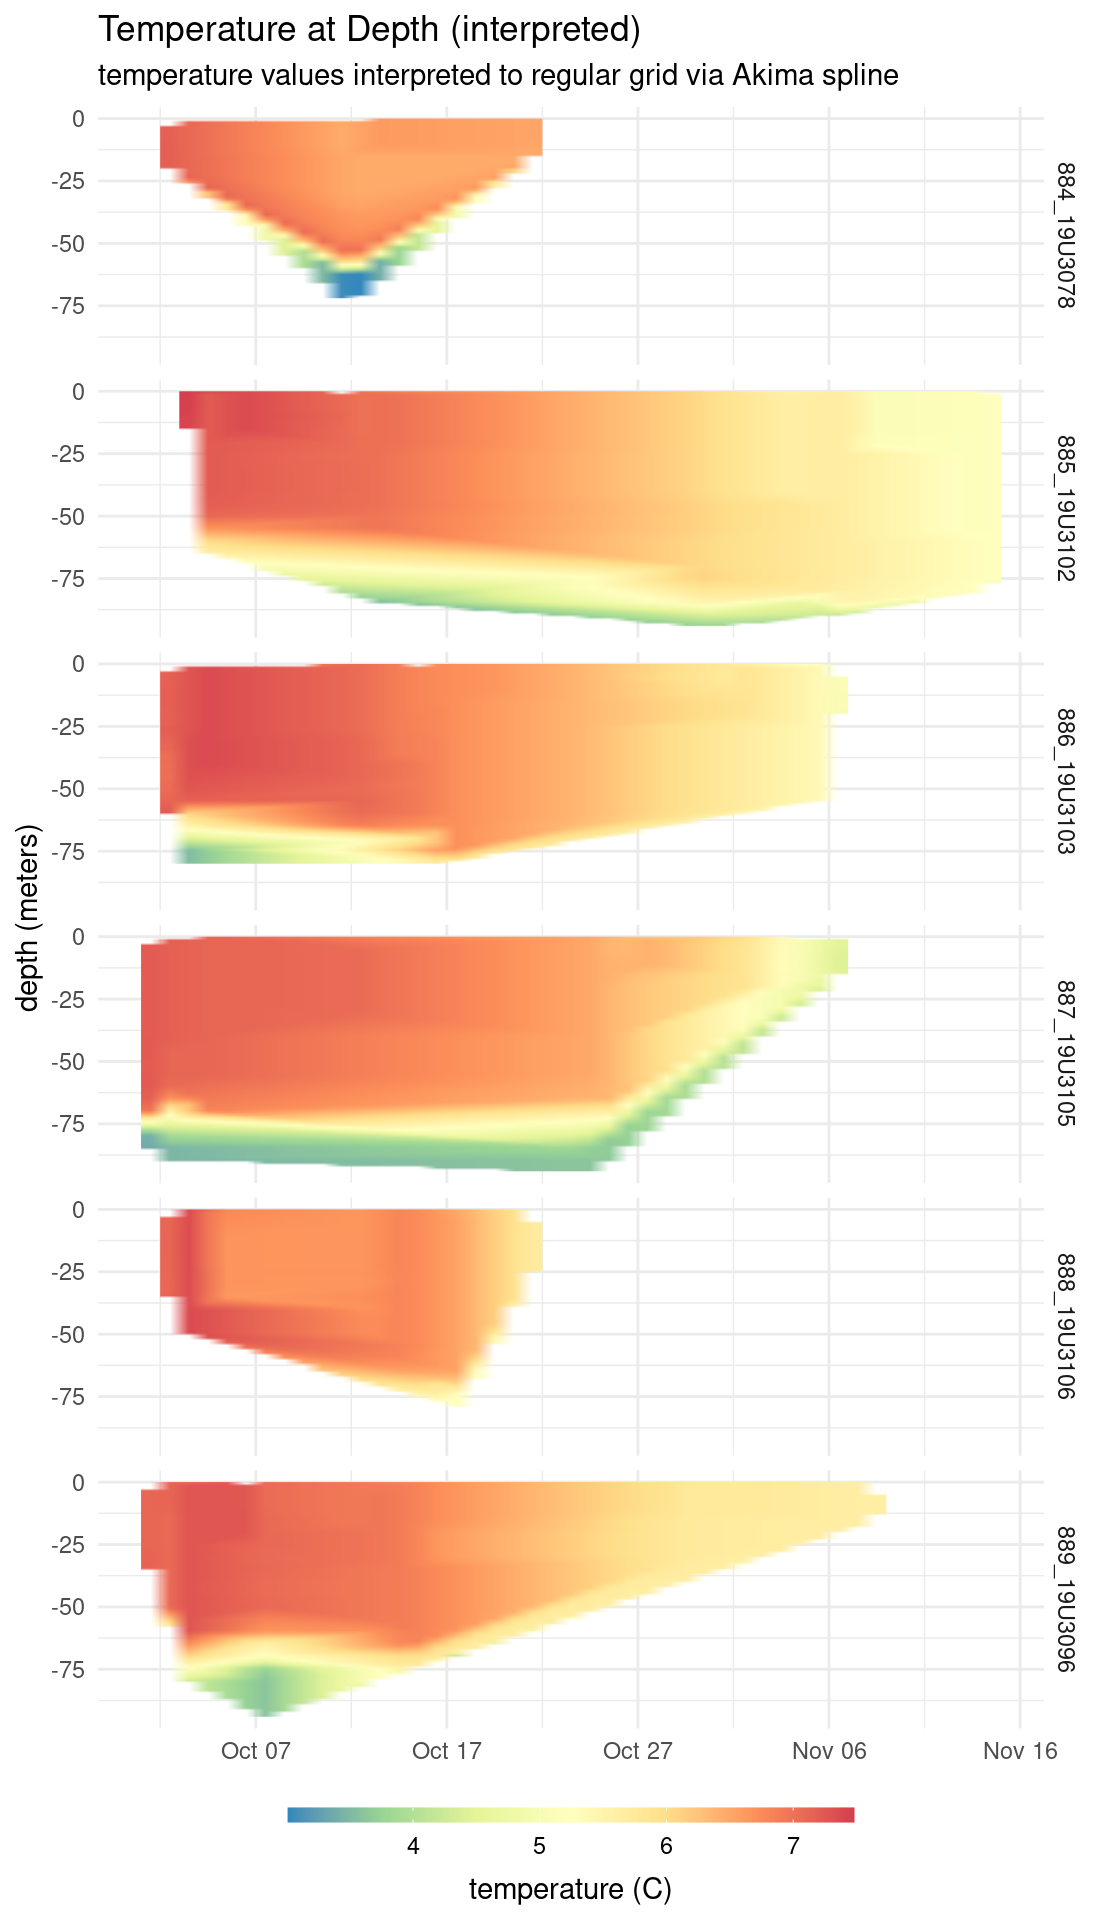 Temperature at Depth (interpreted)
temperature values interpreted to regular grid via Akima spline
depth (meters)
0
-25
-50
-75
884_19U3078
0
-25
-50
-75
885_19U3102
0
-25
-50
-75
886_19U3103
0
-25
-50
-75
887_19U3105
0
-25
-50
-75
888_19U3106
0
-25
-50
-75
889_19U3096
Oct 07 Oct 17 Oct 27 Nov 06 Nov 16
4 5 6 7
temperature (C)